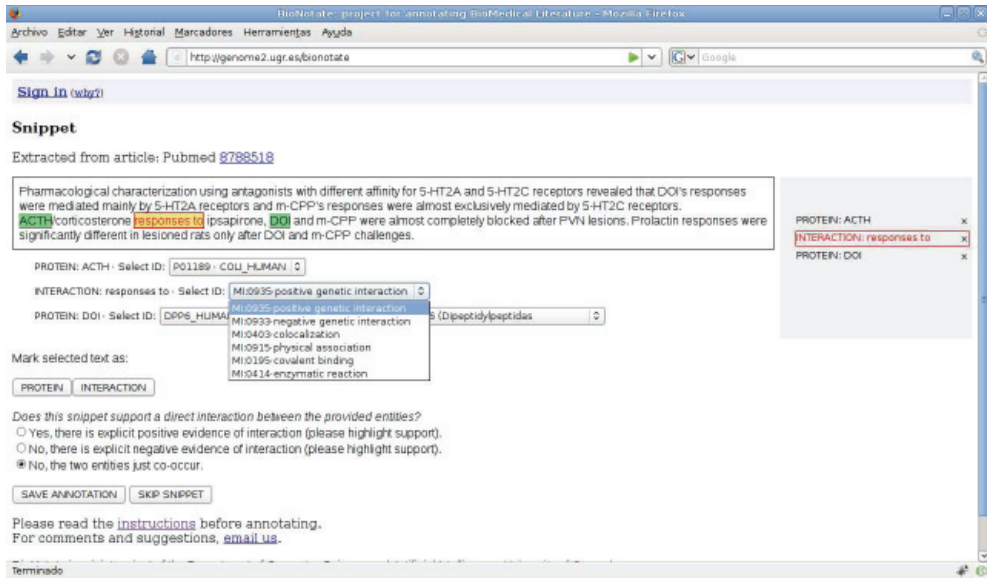 BioNotate: project for annotating BioMedical Literature - Mozilla Firefox
Archivo Editar Ver Historial Marcadores Herramientas Ayuda
http://genome2.ugr.es/bionotate G Google
Sign in (why?)
Snippet
Extracted from article: Pubmed 8788518
Pharmacological characterization using antagonists with different affinity for 5-HT2A and 5-HT2C receptors revealed that DOI's responses
were mediated mainly by 5-HT2A receptors and m-CPP's responses were almost exclusively mediated by 5-HT2C receptors.
ACTH/corticosterone responses to ipsapirone, DOI and m-CPP were almost completely blocked after PVN lesions. Prolactin responses were
significantly different in lesioned rats only after DOI and m-CPP challenges.
PROTEIN: ACTH x
INTERACTION: responses to x
PROTEIN: DOI x
PROTEIN: ACTH · Select ID: P01189 · COLI_HUMAN
INTERACTION: responses to · Select ID: MI:0935-positive genetic interaction
MI:0935-positive genetic interaction
MI:0933-negative genetic interaction
MI:0403-colocalization
MI:0915-physical association
MI:0195-covalent binding
MI:0414-enzymatic reaction
PROTEIN: DOI · Select ID: DPP6_HUMA 6 (Dipeptidylpeptidas
Mark selected text as:
PROTEIN INTERACTION
Does this snippet support a direct interaction between the provided entities?
Yes, there is explicit positive evidence of interaction (please highlight support).
No, there is explicit negative evidence of interaction (please highlight support).
No, the two entities just co-occur.
SAVE ANNOTATION SKIP SNIPPET
Please read the instructions before annotating.
For comments and suggestions, email us.
Terminado